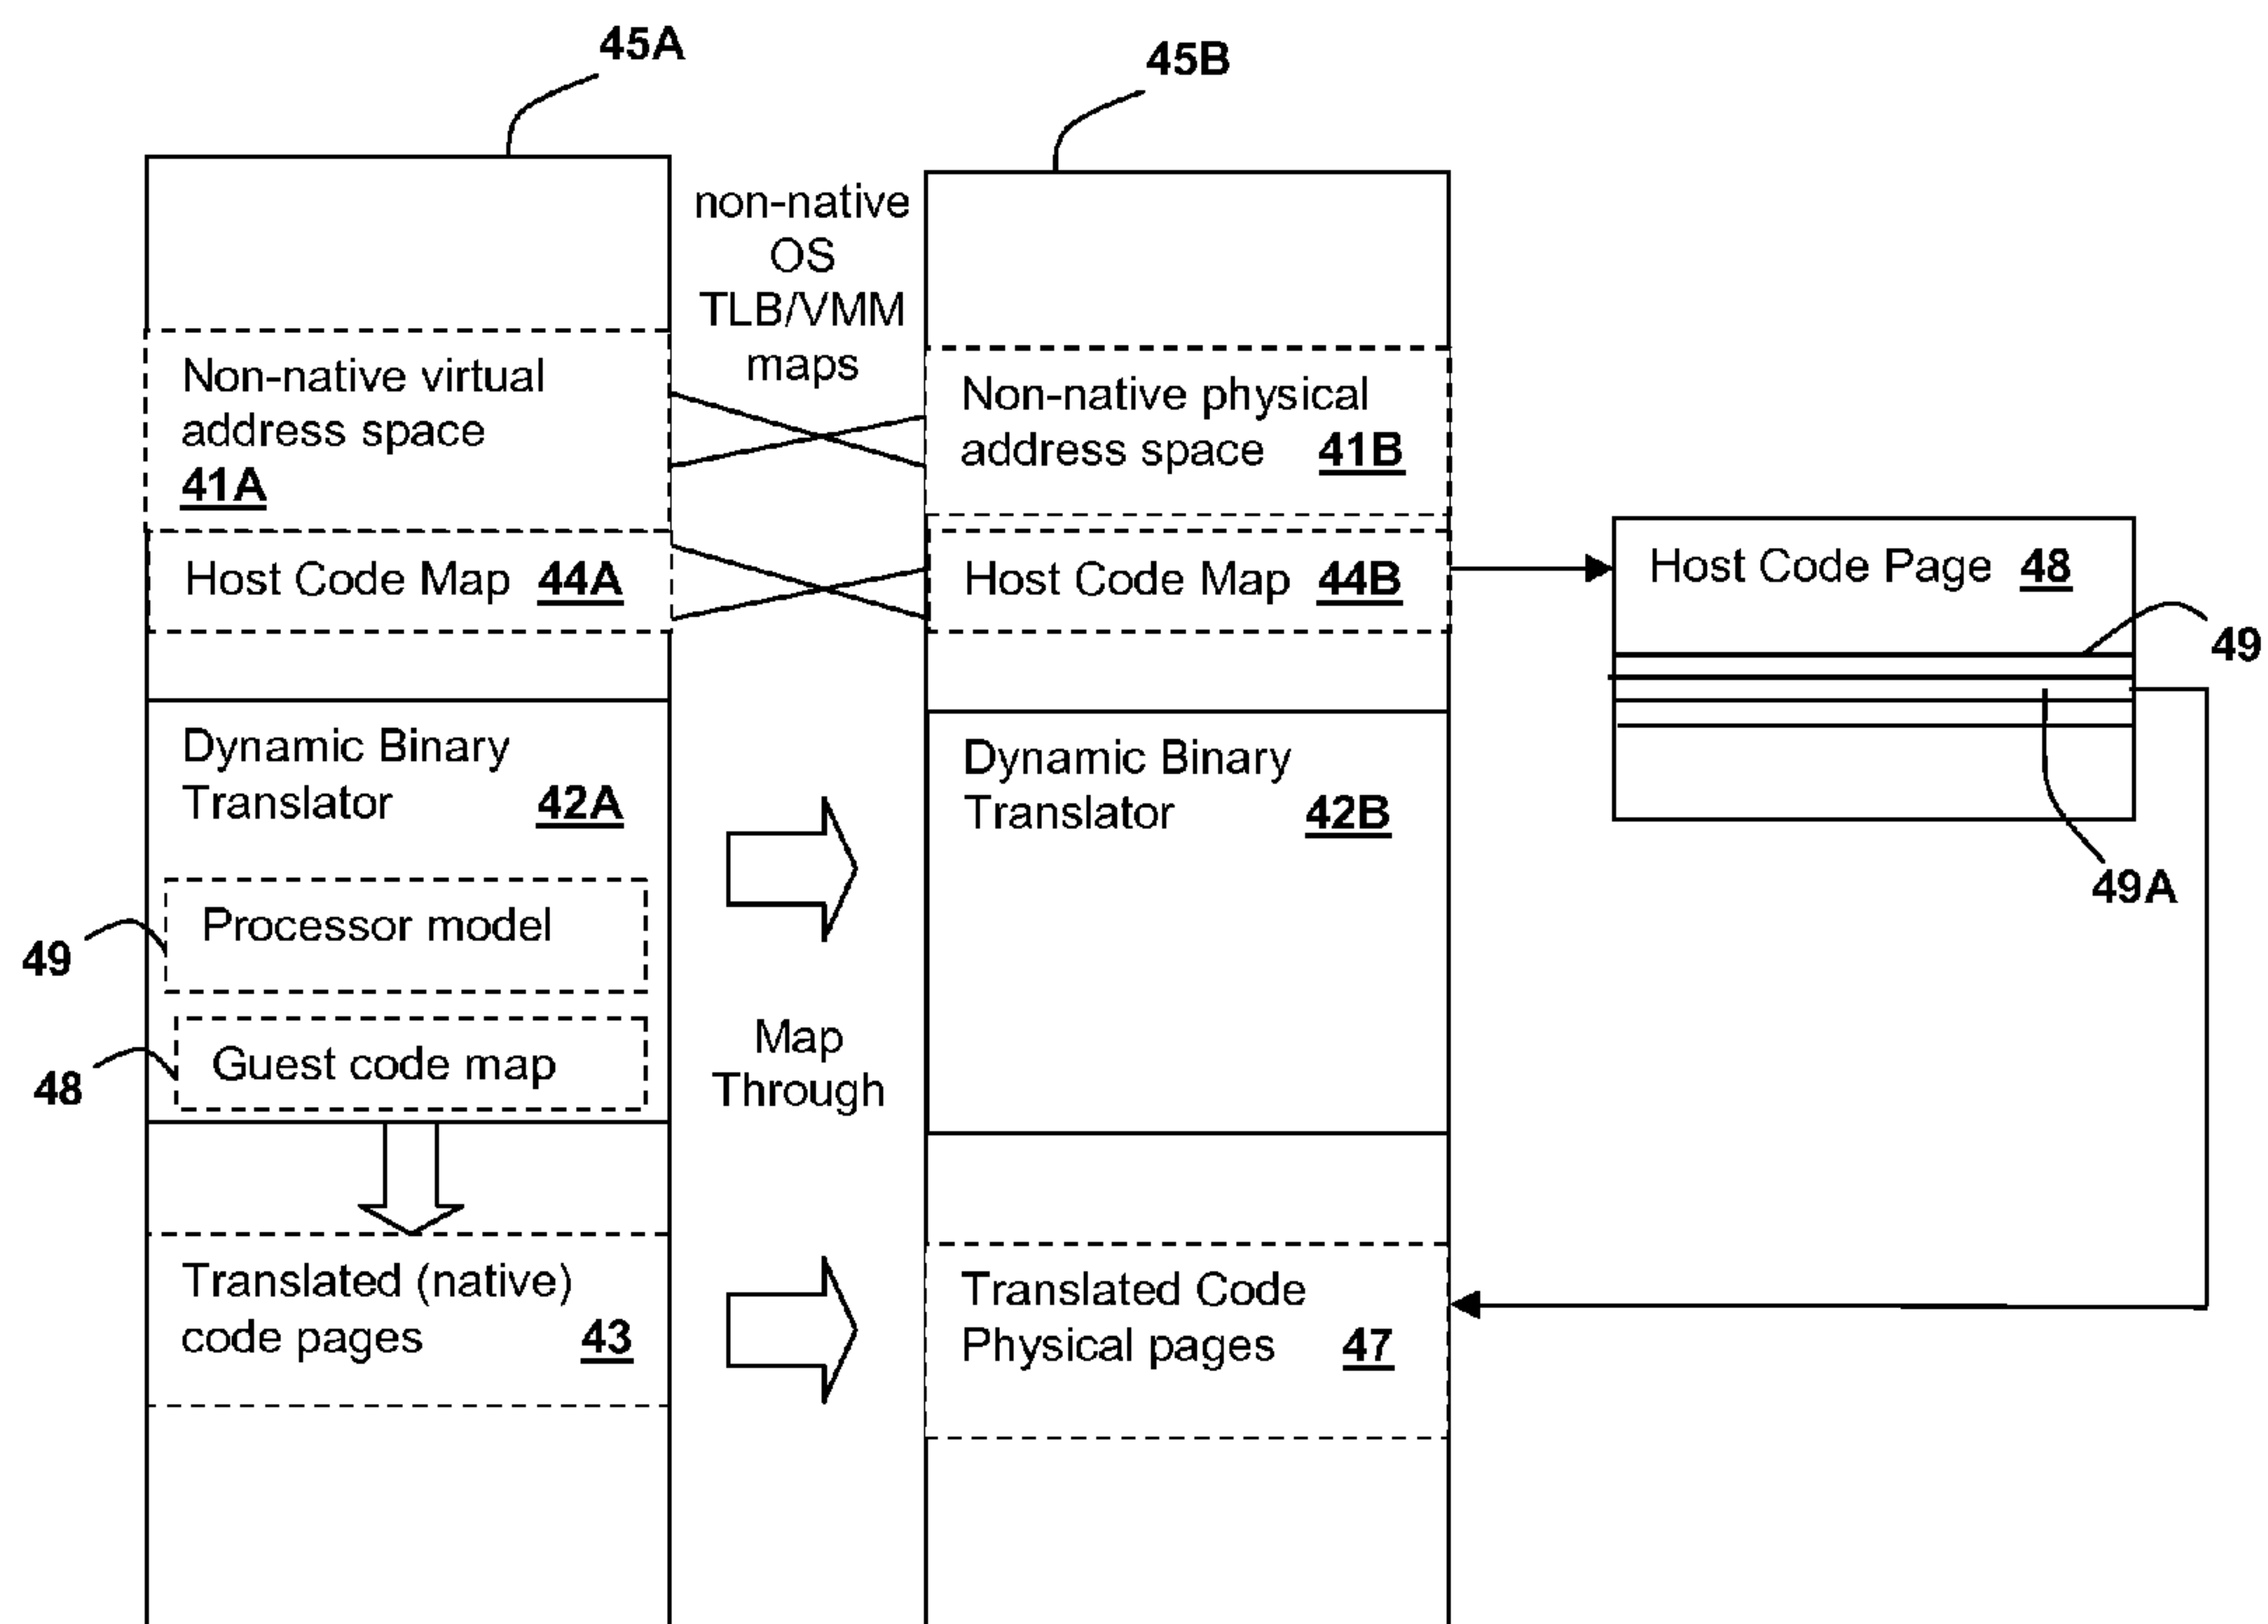 45A
45B
non-native
OS
TLB/VMM
maps
Non-native virtual
address space
41A
Non-native physical
address space 41B
Host Code Map 44A
Host Code Map 44B
Host Code Page 48
49
49A
Dynamic Binary
Translator 42A
Dynamic Binary
Translator 42B
Processor model
49
Guest code map
48
Map
Through
Translated (native)
code pages 43
Translated Code
Physical pages 47